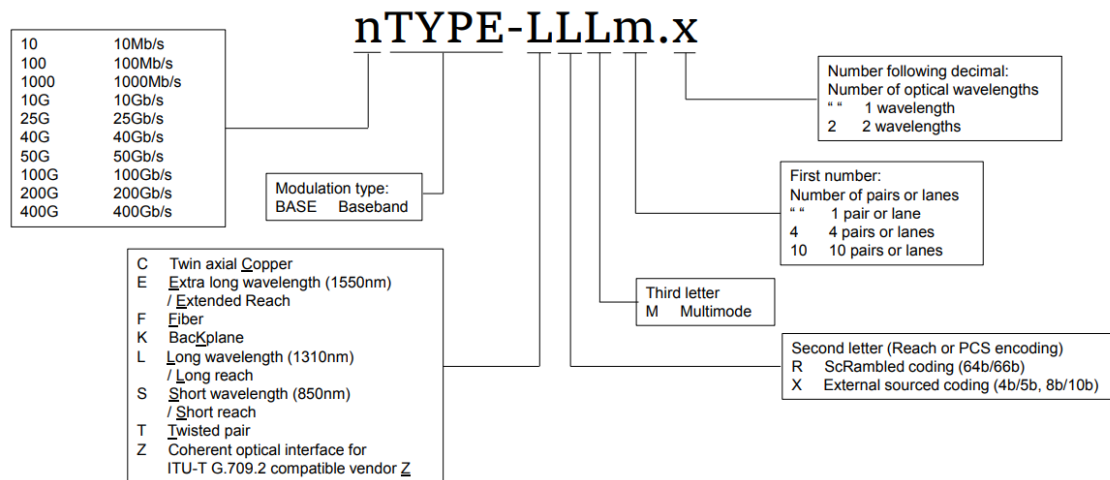 nTYPE-LLLm.x
10 10Mb/s
100 100Mb/s
1000 1000Mb/s
10G 10Gb/s
25G 25Gb/s
40G 40Gb/s
50G 50Gb/s
100G 100Gb/s
200G 200Gb/s
400G 400Gb/s
Modulation type:
BASE Baseband
C Twin axial Copper
E Extra long wavelength (1550nm)
/ Extended Reach
F Fiber
K BacKplane
L Long wavelength (1310nm)
/ Long reach
S Short wavelength (850nm)
/ Short reach
T Twisted pair
Z Coherent optical interface for
ITU-T G.709.2 compatible vendor Z
Number following decimal:
Number of optical wavelengths
“ “ 1 wavelength
2 2 wavelengths
First number:
Number of pairs or lanes
“ “ 1 pair or lane
4 4 pairs or lanes
10 10 pairs or lanes
Third letter
M Multimode
Second letter (Reach or PCS encoding)
R ScRambled coding (64b/66b)
X External sourced coding (4b/5b, 8b/10b)